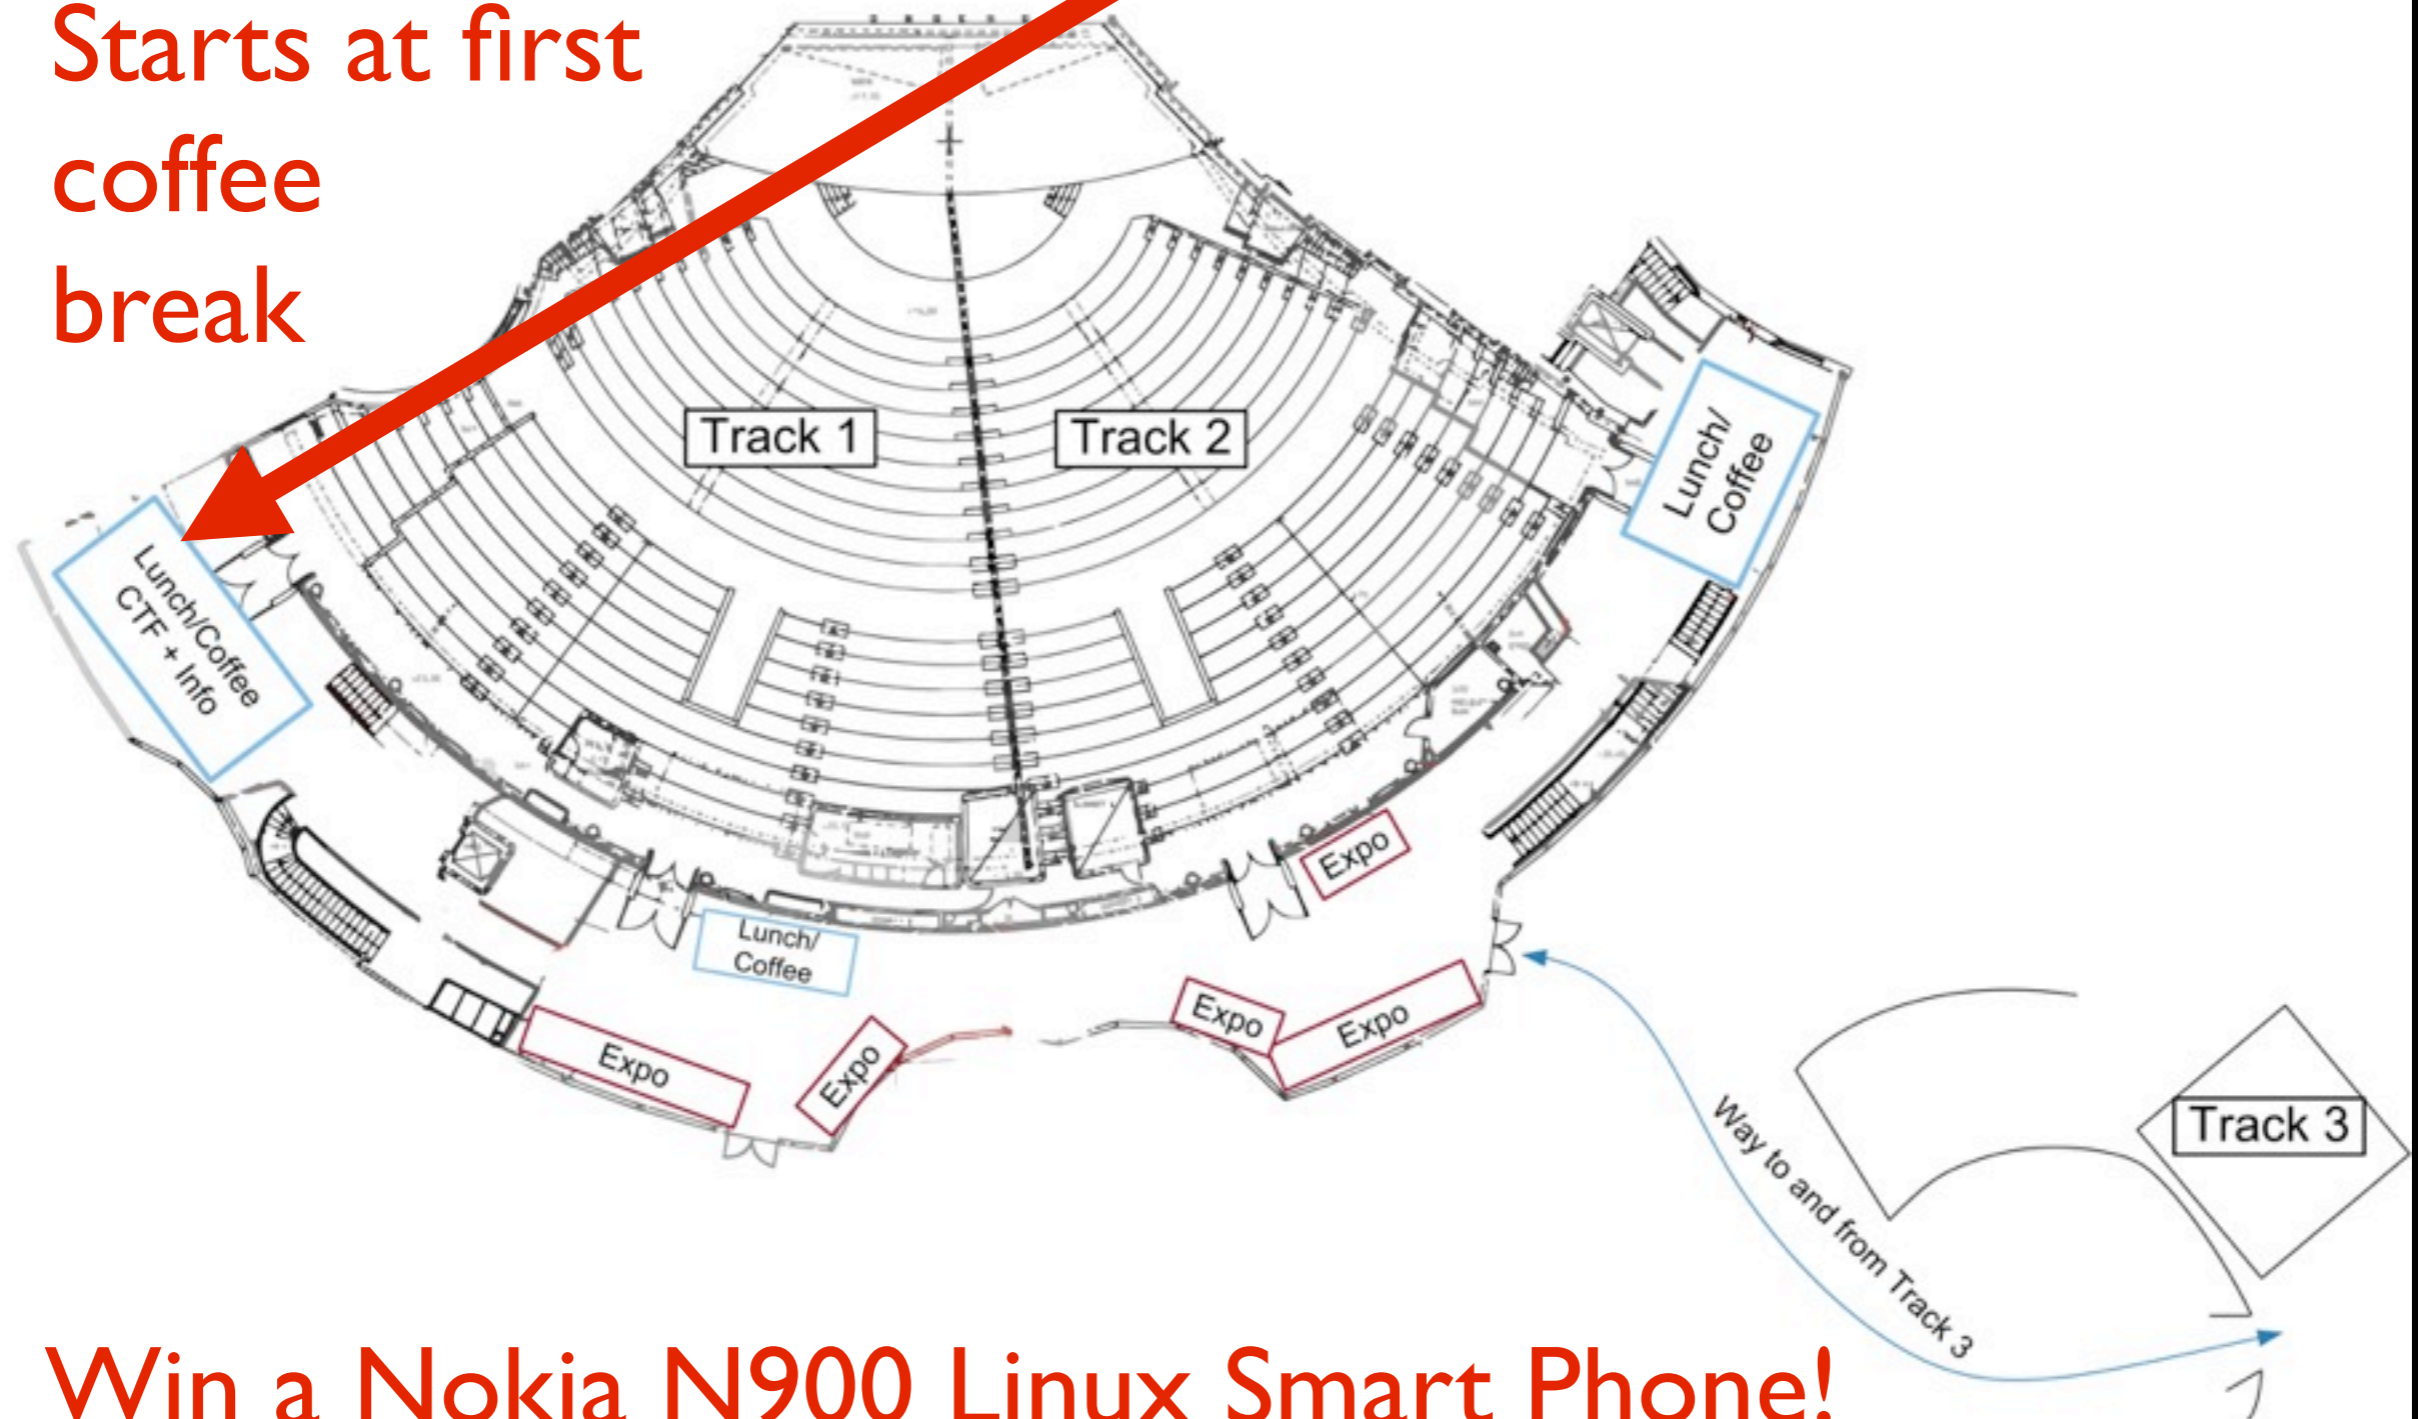 Starts at first
coffee
break
Track 1
Track 2
Lunch/
Coffee
Lunch/Coffee
CTF + Info
Expo
Lunch/
Coffee
Expo
Expo
Expo
Expo
Way to and from Track 3
Track 3
Win a Nokia N900 Linux Smart Phone!